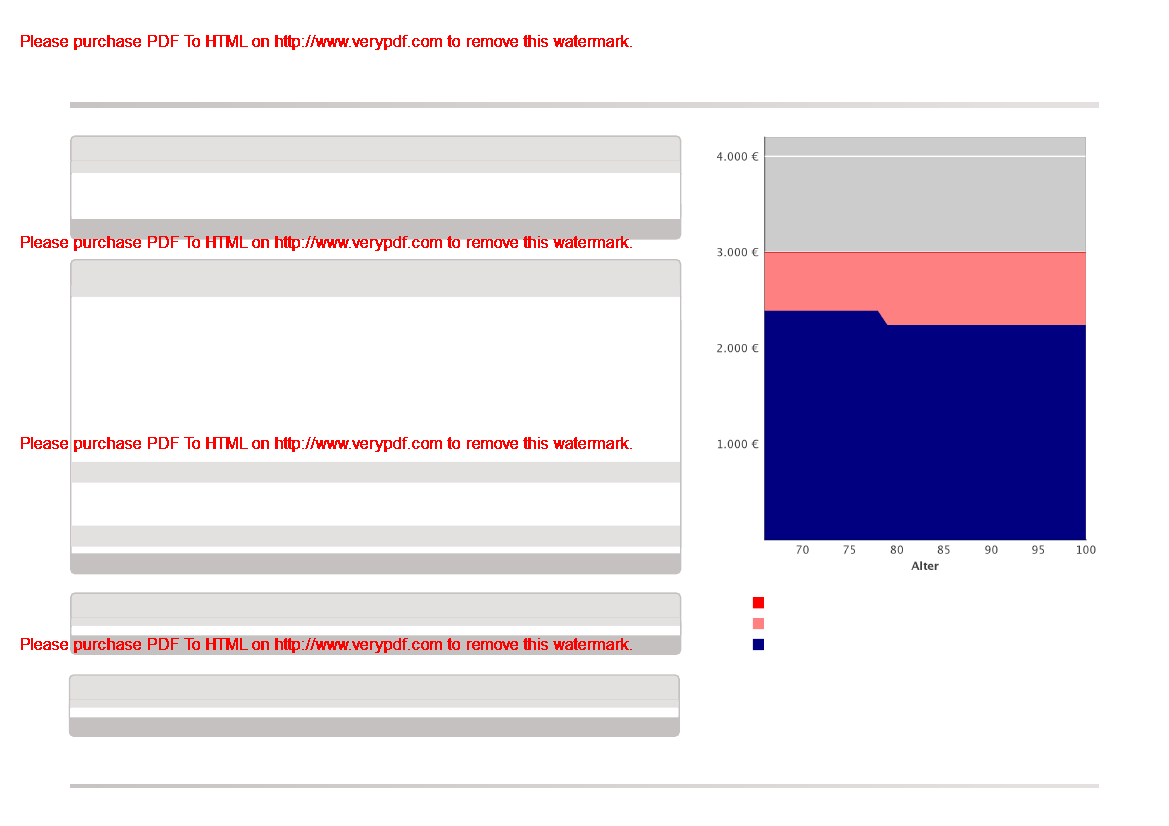 Please purchase PDF To HTML on http://www.verypdf.com to remove this watermark.
Please purchase PDF To HTML on http://www.verypdf.com to remove this watermark.
Please purchase PDF To HTML on http://www.verypdf.com to remove this watermark.
Please purchase PDF To HTML on http://www.verypdf.com to remove this watermark.
4.000 €
3.000 €
2.000 €
1.000 €
70 75 80 85 90 95 100
Alter